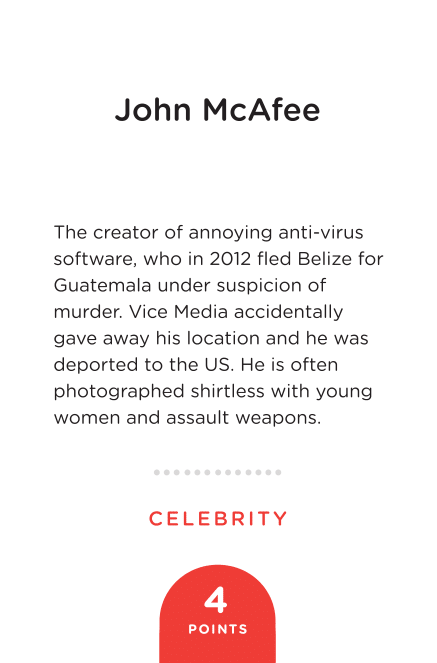 John McAfee
The creator of annoying anti-virus
software, who in 2012 fled Belize for
Guatemala under suspicion of
murder. Vice Media accidentally
gave away his location and he was
deported to the US. He is often
photographed shirtless with young
women and assault weapons.
CELEBRITY
4
POINTS